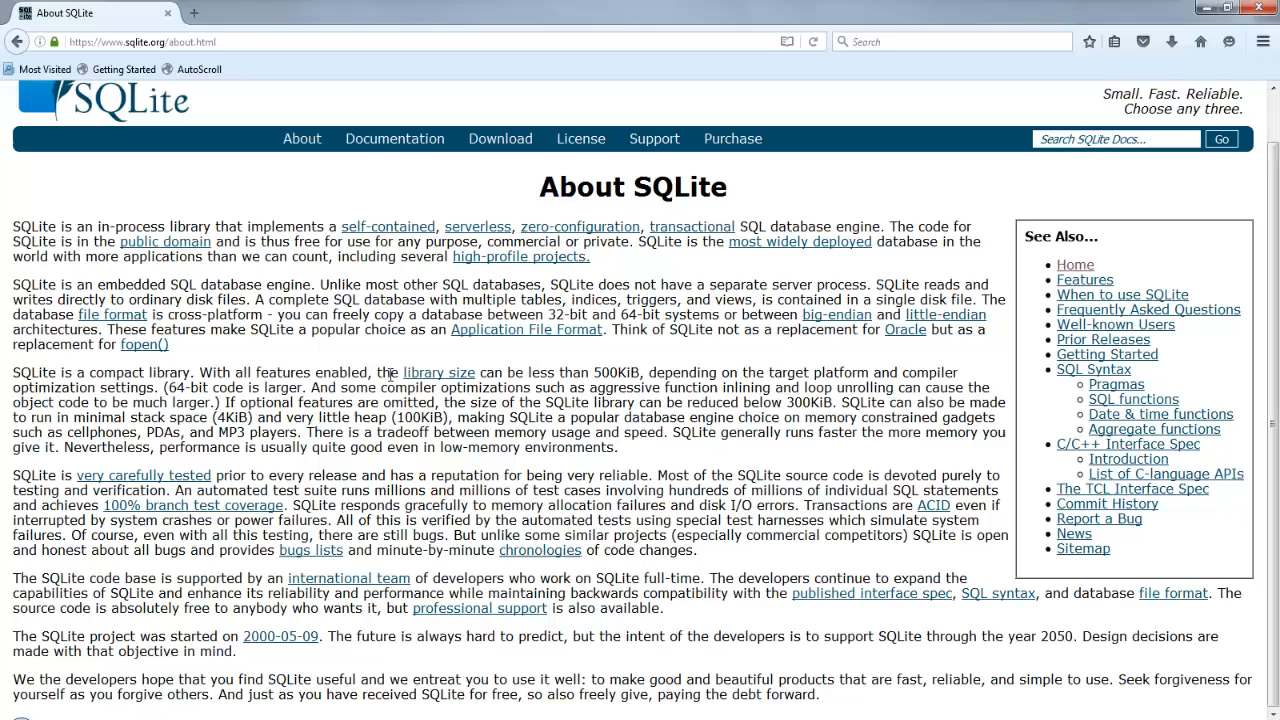 About SQLite
https://www.sqlite.org/about.html
Search
Most Visited
Getting Started
AutoScroll
SQLite
Small. Fast. Reliable.
Choose any three.
About
Documentation
Download
License
Support
Purchase
Search SQLite Docs...
Go
About SQLite
SQLite is an in-process library that implements a self-contained, serverless, zero-configuration, transactional SQL database engine. The code for
SQLite is in the public domain and is thus free for use for any purpose, commercial or private. SQLite is the most widely deployed database in the
world with more applications than we can count, including several high-profile projects.
SQLite is an embedded SQL database engine. Unlike most other SQL databases, SQLite does not have a separate server process. SQLite reads and
writes directly to ordinary disk files. A complete SQL database with multiple tables, indices, triggers, and views, is contained in a single disk file. The
database file format is cross-platform - you can freely copy a database between 32-bit and 64-bit systems or between big-endian and little-endian
architectures. These features make SQLite a popular choice as an Application File Format. Think of SQLite not as a replacement for Oracle but as a
replacement for fopen()
SQLite is a compact library. With all features enabled, the library size can be less than 500KiB, depending on the target platform and compiler
optimization settings. (64-bit code is larger. And some compiler optimizations such as aggressive function inlining and loop unrolling can cause the
object code to be much larger.) If optional features are omitted, the size of the SQLite library can be reduced below 300KiB. SQLite can also be made
to run in minimal stack space (4KiB) and very little heap (100KiB), making SQLite a popular database engine choice on memory constrained gadgets
such as cellphones, PDAs, and MP3 players. There is a tradeoff between memory usage and speed. SQLite generally runs faster the more memory you
give it. Nevertheless, performance is usually quite good even in low-memory environments.
SQLite is very carefully tested prior to every release and has a reputation for being very reliable. Most of the SQLite source code is devoted purely to
testing and verification. An automated test suite runs millions and millions of test cases involving hundreds of millions of individual SQL statements
and achieves 100% branch test coverage. SQLite responds gracefully to memory allocation failures and disk I/O errors. Transactions are ACID even if
interrupted by system crashes or power failures. All of this is verified by the automated tests using special test harnesses which simulate system
failures. Of course, even with all this testing, there are still bugs. But unlike some similar projects (especially commercial competitors) SQLite is open
and honest about all bugs and provides bugs lists and minute-by-minute chronologies of code changes.
The SQLite code base is supported by an international team of developers who work on SQLite full-time. The developers continue to expand the
capabilities of SQLite and enhance its reliability and performance while maintaining backwards compatibility with the published interface spec, SQL syntax, and database file format. The
source code is absolutely free to anybody who wants it, but professional support is also available.
The SQLite project was started on 2000-05-09. The future is always hard to predict, but the intent of the developers is to support SQLite through the year 2050. Design decisions are
made with that objective in mind.
We the developers hope that you find SQLite useful and we entreat you to use it well: to make good and beautiful products that are fast, reliable, and simple to use. Seek forgiveness for
yourself as you forgive others. And just as you have received SQLite for free, so also freely give, paying the debt forward.
See Also...
Home
Features
When to use SQLite
Frequently Asked Questions
Well-known Users
Prior Releases
Getting Started
SQL Syntax
Pragmas
SQL functions
Date & time functions
Aggregate functions
C/C++ Interface Spec
Introduction
List of C-language APIs
The TCL Interface Spec
Commit History
Report a Bug
News
Sitemap